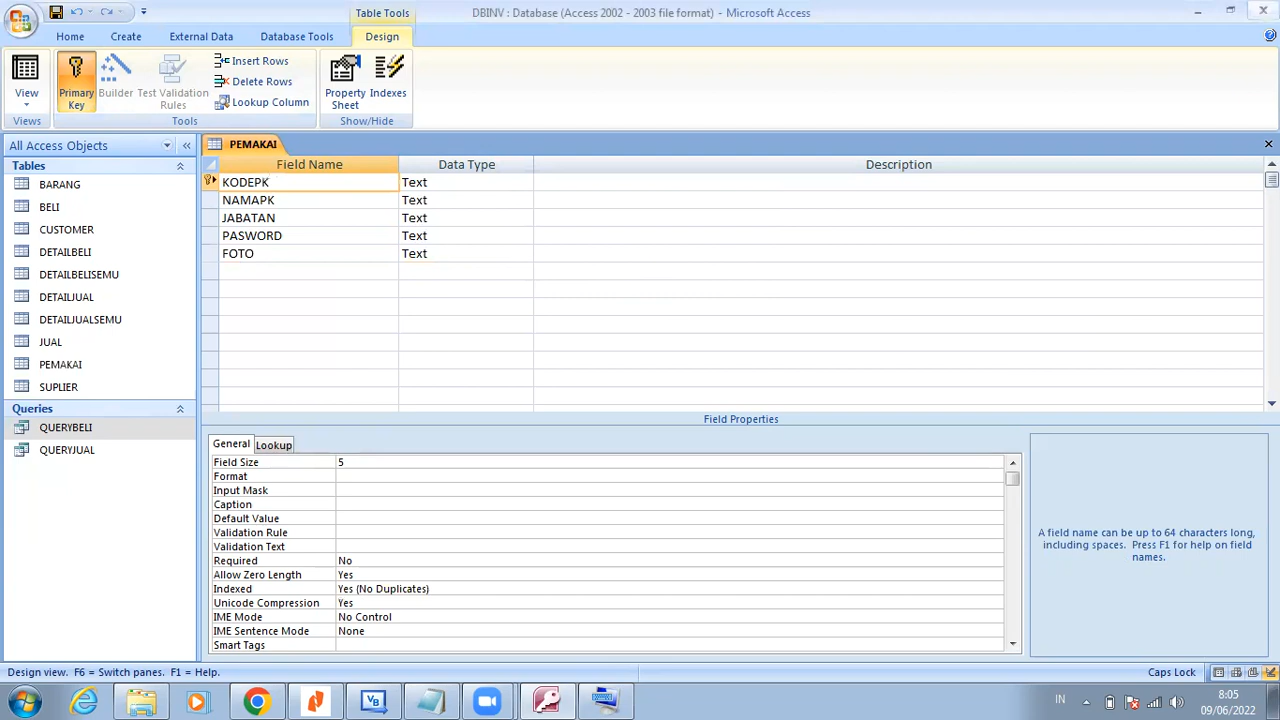 Table Tools
DBINV : Database (Access 2002 - 2003 file format) - Microsoft Access
Home
Create
External Data
Database Tools
Design
View
Primary Key
Builder
Test Validation Rules
Insert Rows
Delete Rows
Lookup Column
Property Sheet
Indexes
Views
Tools
Show/Hide
All Access Objects
Tables
BARANG
BELI
CUSTOMER
DETAILBELI
DETAILBELISEMU
DETAILJUAL
DETAILJUALSEMU
JUAL
PEMAKAI
SUPLIER
Queries
QUERYBELI
QUERYJUAL
PEMAKAI
Field Name Data Type Description
KODEPK Text
NAMAPK Text
JABATAN Text
PASWORD Text
FOTO Text
Field Properties
General Lookup
Field Size 5
Format
Input Mask
Caption
Default Value
Validation Rule
Validation Text
Required No
Allow Zero Length Yes
Indexed Yes (No Duplicates)
Unicode Compression Yes
IME Mode No Control
IME Sentence Mode None
Smart Tags
A field name can be up to 64 characters long,
including spaces. Press F1 for help on field
names.
Design view. F6 = Switch panes. F1 = Help.
Caps Lock
VB
IN
8:05
09/06/2022